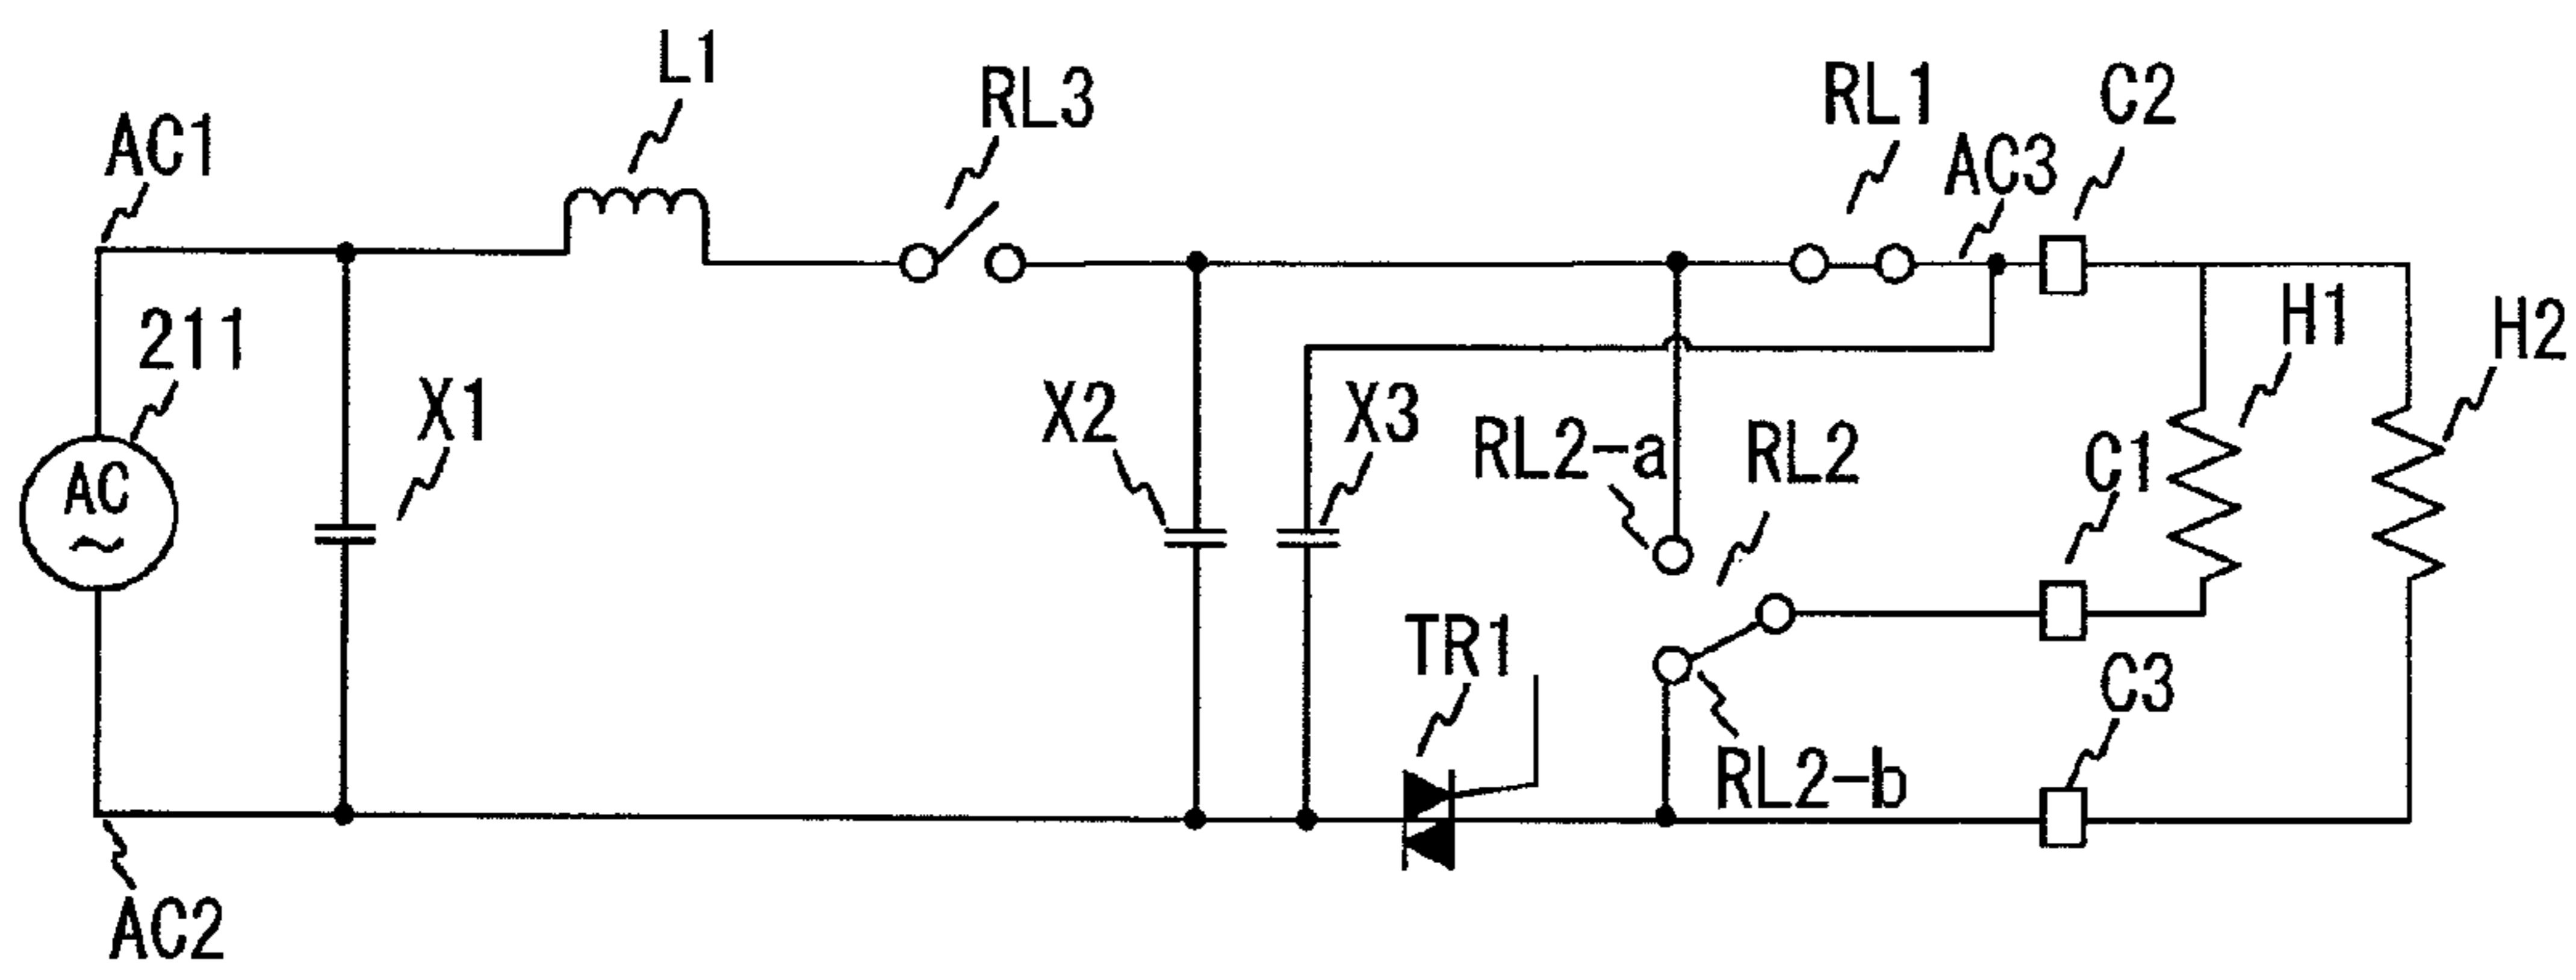 L1
RL3
RL1
C2
AC1
AC3
211
H1
H2
X1
X2
X3
RL2-a
RL2
C1
AC
~
TR1
C3
RL2-b
AC2